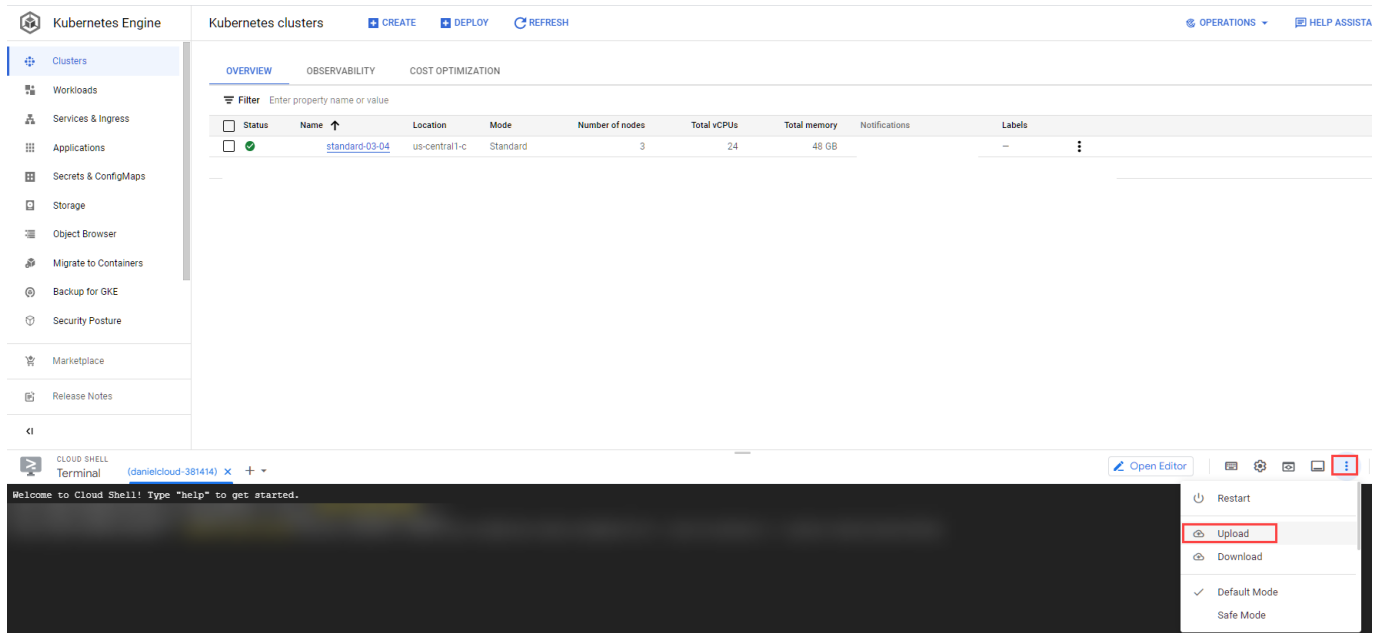 Kubernetes Engine
Kubernetes clusters
CREATE
DEPLOY
REFRESH
OPERATIONS
HELP ASSISTA
Clusters
Workloads
Services & Ingress
Applications
Secrets & ConfigMaps
Storage
Object Browser
Migrate to Containers
Backup for GKE
Security Posture
Marketplace
Release Notes
OVERVIEW OBSERVABILITY COST OPTIMIZATION
Filter Enter property name or value
Status Name Location Mode Number of nodes Total vCPUs Total memory Notifications Labels
standard-03-04 us-central1-c Standard 3 24 48 GB –
CLOUD SHELL
Terminal (danielcloud-381414)
Open Editor
Welcome to Cloud Shell! Type "help" to get started.
Restart
Upload
Download
Default Mode
Safe Mode